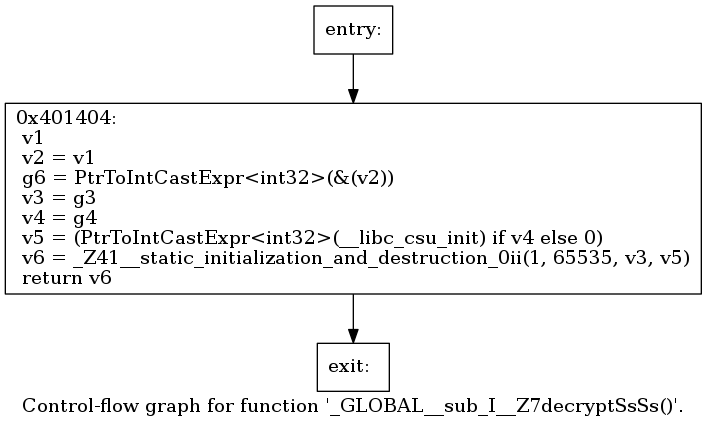 entry:
0x401404:
v1
v2 = v1
g6 = PtrToIntCastExpr<int32>(&(v2))
v3 = g3
v4 = g4
v5 = (PtrToIntCastExpr<int32>(__libc_csu_init) if v4 else 0)
v6 = _Z41__static_initialization_and_destruction_0ii(1, 65535, v3, v5)
return v6
exit:
Control-flow graph for function '_GLOBAL__sub_I__Z7decryptSsSs()'.